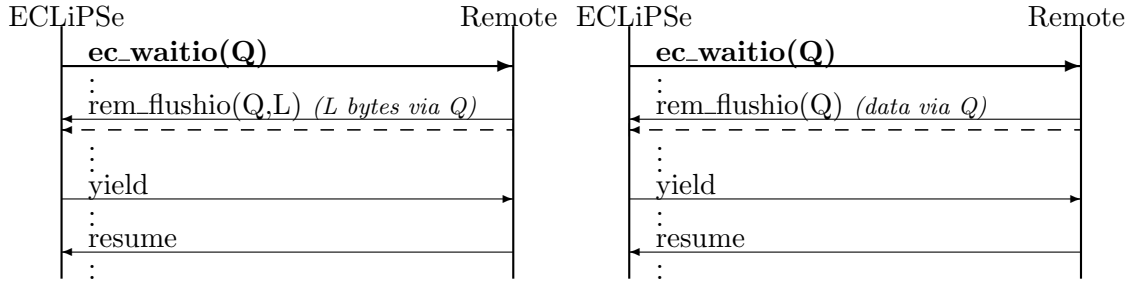 ECLiPSe Remote
ec_waitio(Q)
rem_flushio(Q,L) (L bytes via Q)
yield
resume
ECLiPSe Remote
ec_waitio(Q)
rem_flushio(Q) (data via Q)
yield
resume